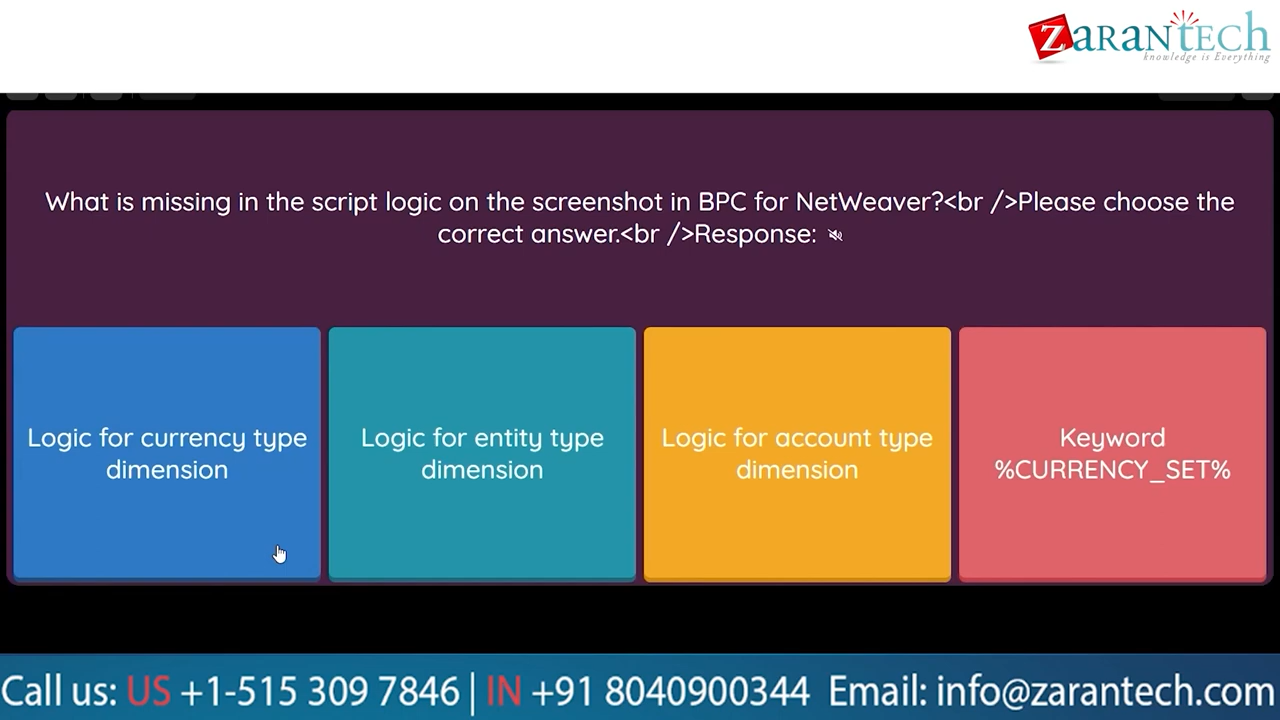 ZARANTECH
knowledge is Everything
What is missing in the script logic on the screenshot in BPC for NetWeaver?<br />Please choose the
correct answer.<br />Response:
Logic for currency type
dimension
Logic for entity type
dimension
Logic for account type
dimension
Keyword
%CURRENCY_SET%
Call us: US +1-515 309 7846 | IN +91 8040900344 Email: info@zarantech.com